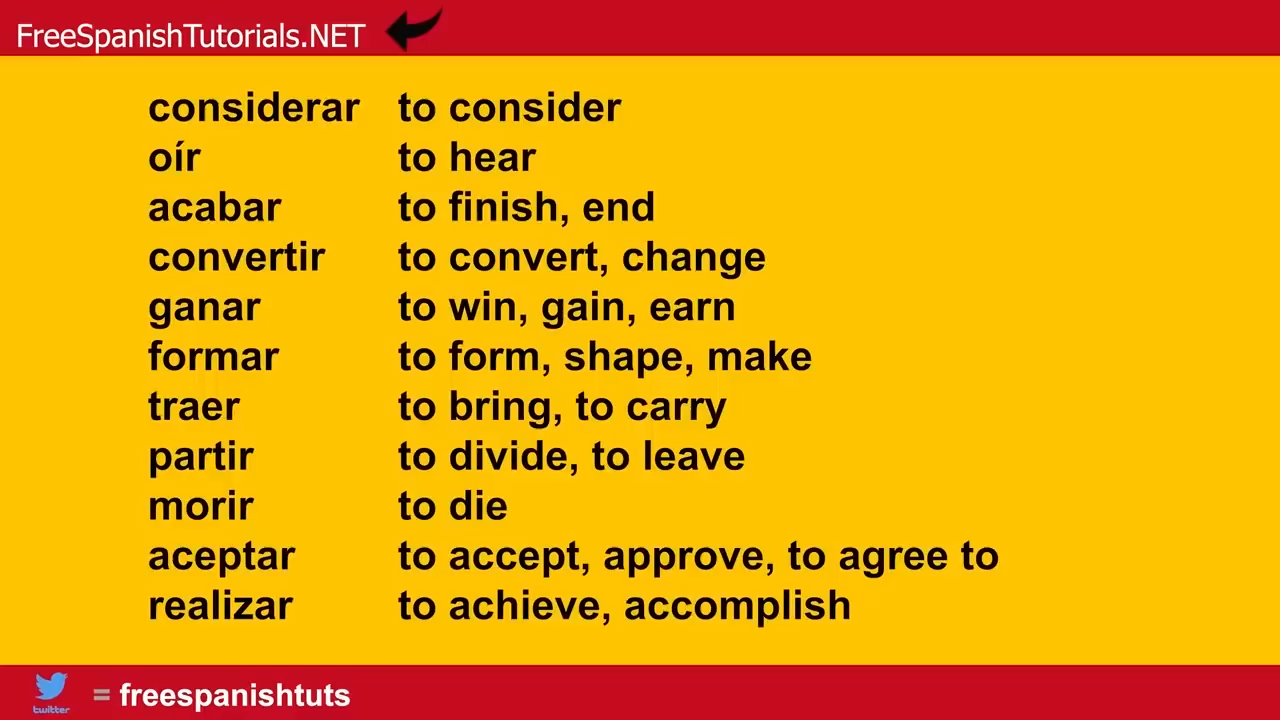 FreeSpanishTutorials.NET
considerar to consider
oír to hear
acabar to finish, end
convertir to convert, change
ganar to win, gain, earn
formar to form, shape, make
traer to bring, to carry
partir to divide, to leave
morir to die
aceptar to accept, approve, to agree to
realizar to achieve, accomplish
twitter = freespanishtuts